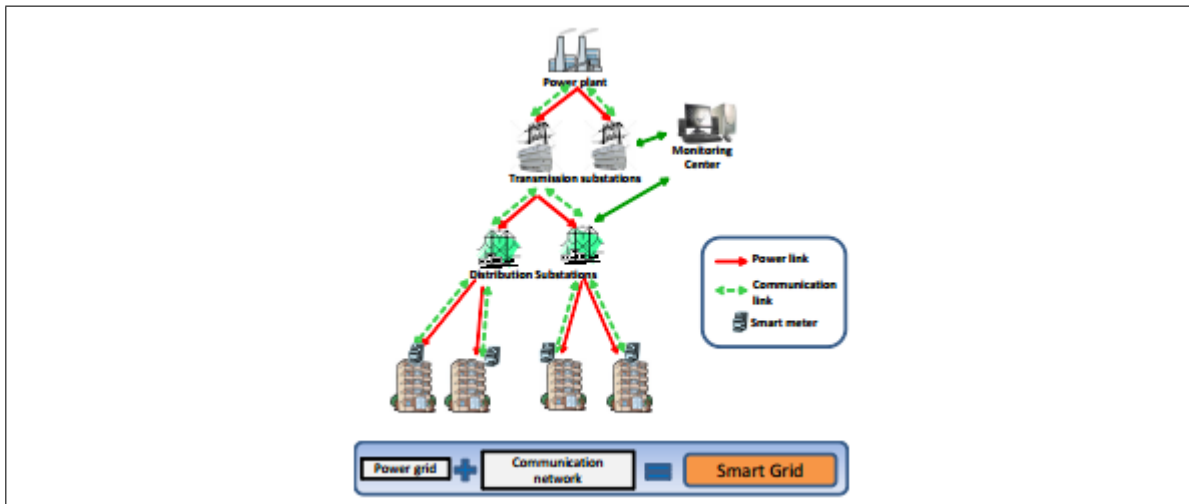 Power plant
Monitoring
Center
Transmission substations
Distribution Substations
Power link
Communication
link
Smart meter
Power grid
Communication
network
Smart Grid